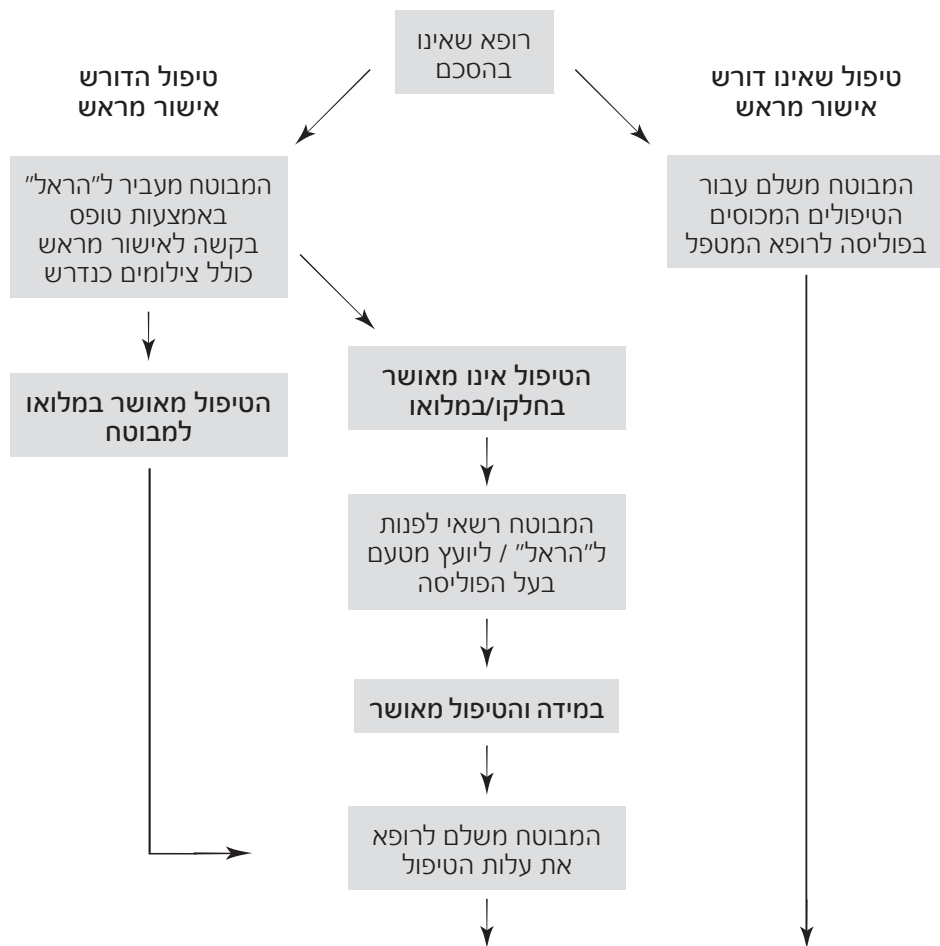 רופא שאינו
בהסכם
טיפול שאינו דורש
אישור מראש
טיפול הדורש
אישור מראש
המבוטח משלם עבור
הטיפולים המכוסים
בפוליסה לרופא המטפל
המבוטח מעביר ל"הראל"
באמצעות טופס
בקשה לאישור מראש
כולל צילומים כנדרש
הטיפול אינו מאושר
בחלקו/במלואו
הטיפול מאושר במלואו
למבוטח
המבוטח רשאי לפנות
ל"הראל" / ליועץ מטעם
בעל הפוליסה
במידה והטיפול מאושר
המבוטח משלם לרופא
את עלות הטיפול